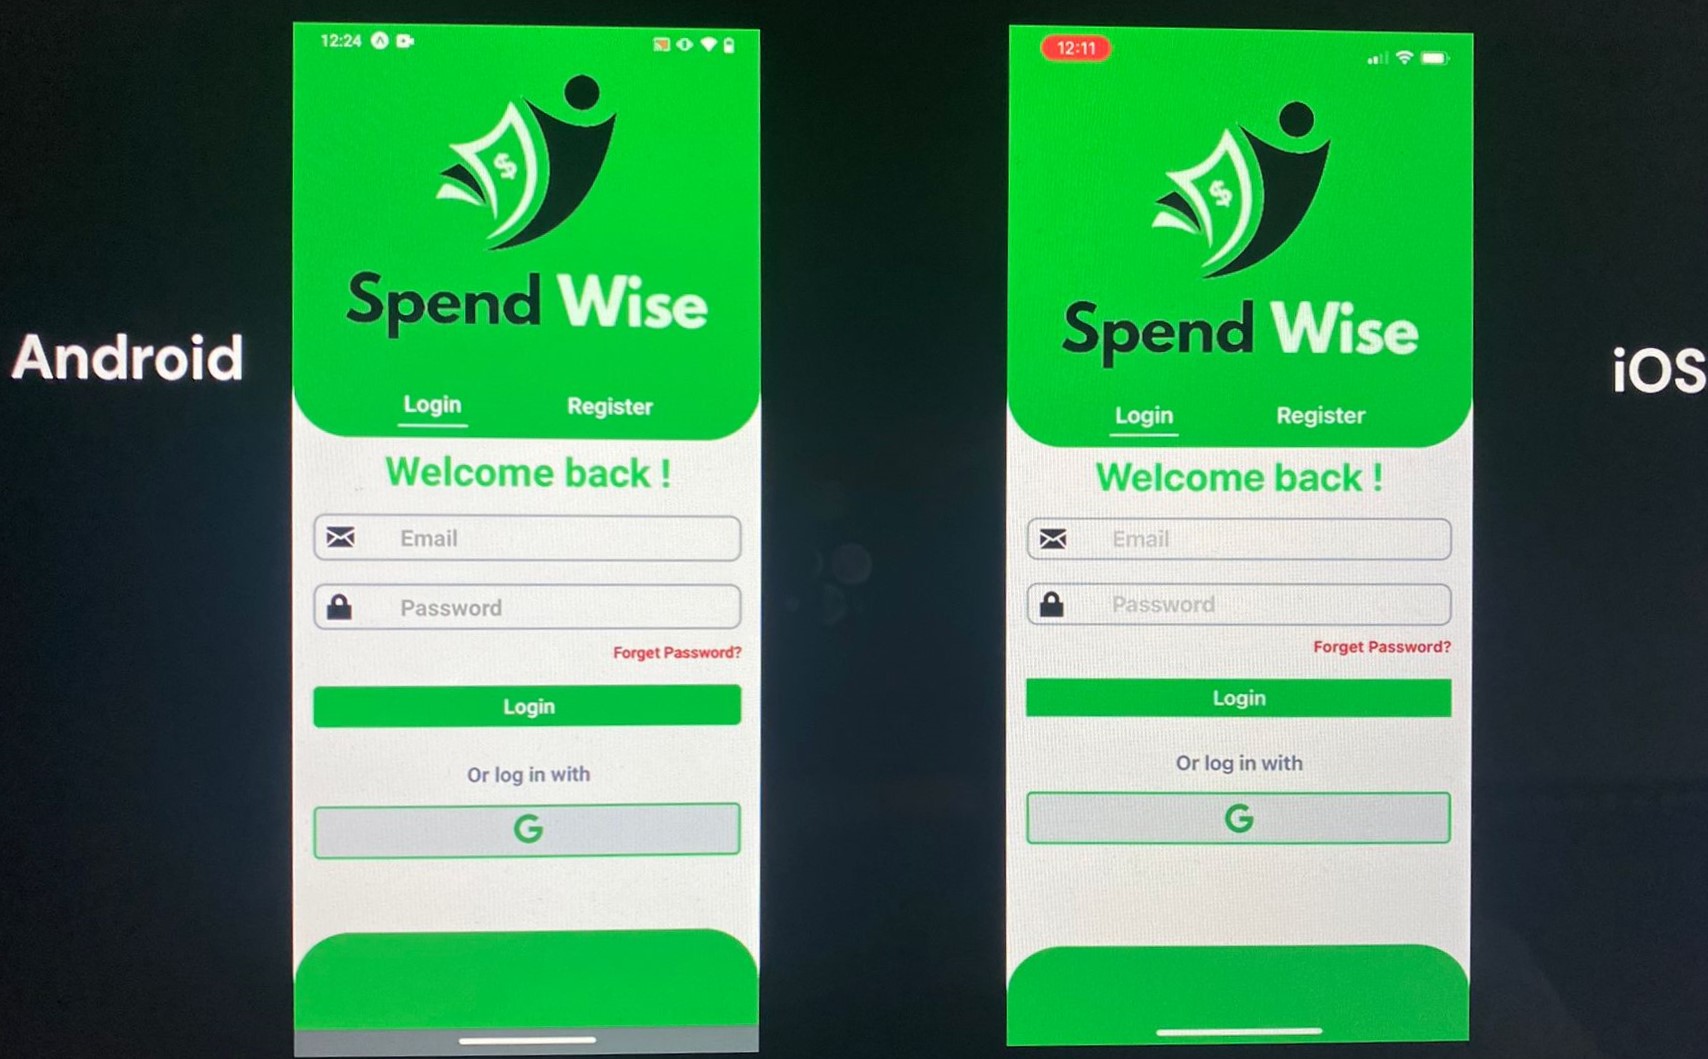 Android
12:24
$
Spend Wise
Login Register
Welcome back !
Email
Password
Forget Password?
Login
Or log in with
G
12:11
$
Spend Wise
Login Register
Welcome back !
Email
Password
Forget Password?
Login
Or log in with
G
iOS